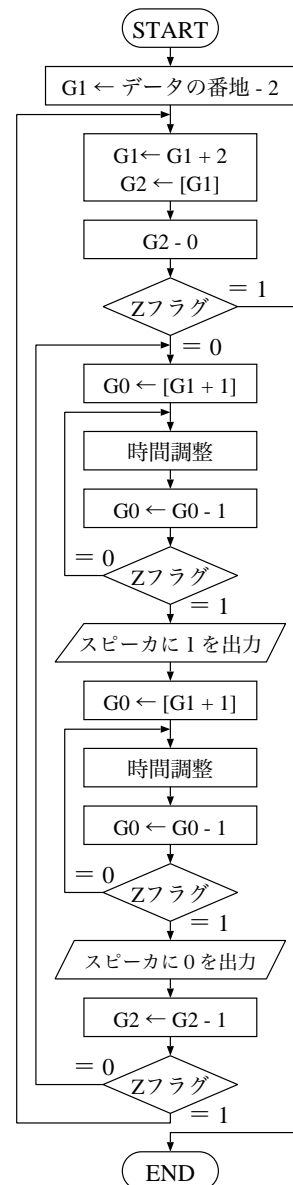 START
G1 ← データの番地 - 2
G1← G1 + 2
G2 ← [G1]
G2 - 0
Zフラグ
= 1
= 0
G0 ← [G1 + 1]
時間調整
G0 ← G0 - 1
= 0
Zフラグ
= 1
スピーカに 1 を出力
G0 ← [G1 + 1]
時間調整
G0 ← G0 - 1
= 0
Zフラグ
= 1
スピーカに 0 を出力
G2 ← G2 - 1
= 0
Zフラグ
= 1
END